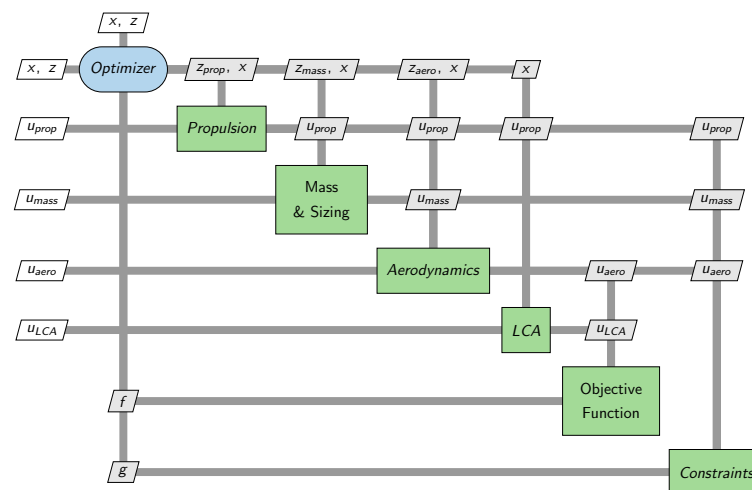 x, z
x, z
Optimizer
z_prop, x
z_mass, x
z_aero, x
x
u_prop
Propulsion
u_prop
u_prop
u_prop
u_prop
u_mass
Mass
& Sizing
u_mass
u_mass
u_aero
Aerodynamics
u_aero
u_aero
u_LCA
LCA
u_LCA
f
Objective
Function
g
Constraints